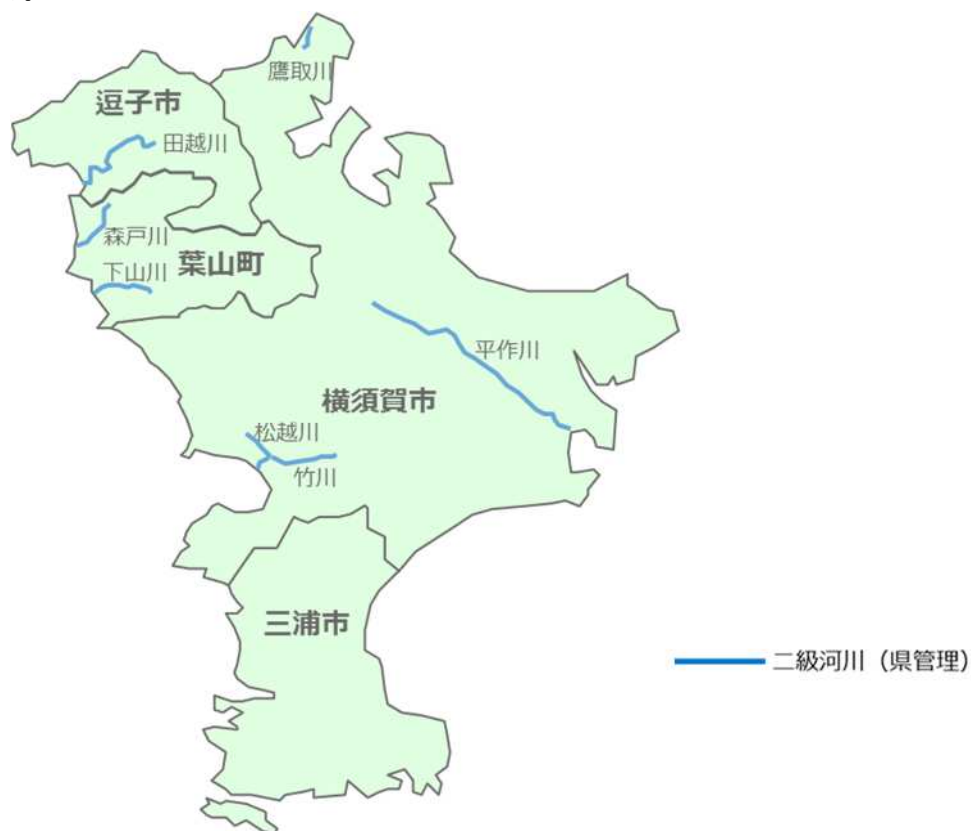 鷹取川
逗子市
田越川
森戸川
葉山町
下山川
平作川
横須賀市
松越川
竹川
三浦市
二級河川（県管理）